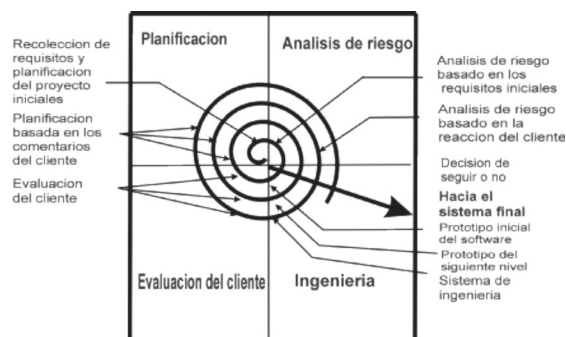 Planificacion
Analisis de riesgo
Recoleccion de
requisitos y
planificacion
del proyecto
iniciales
Planificacion
basada en los
comentarios
del cliente
Evaluacion
del cliente
Analisis de riesgo
basado en los
requisitos iniciales
Analisis de riesgo
basado en la
reaccion del cliente
Decision de
seguir o no
Hacia el
sistema final
Prototipo inicial
del software
Prototipo del
siguiente nivel
Sistema de
ingenieria
Evaluacion del cliente
Ingenieria